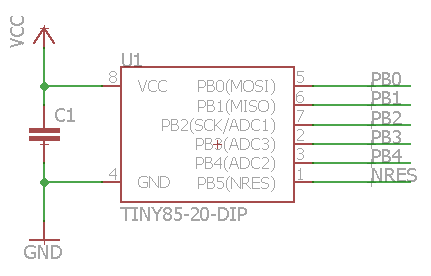 VCC
U1
8 VCC PB0(MOSI) 5 PB0
PB1(MISO) 6 PB1
C1 PB2(SCK/ADC1) 7 PB2
PB3(ADC3) 2 PB3
PB4(ADC2) 3 PB4
4 GND PB5(NRES) 1 NRES
TINY85-20-DIP
GND